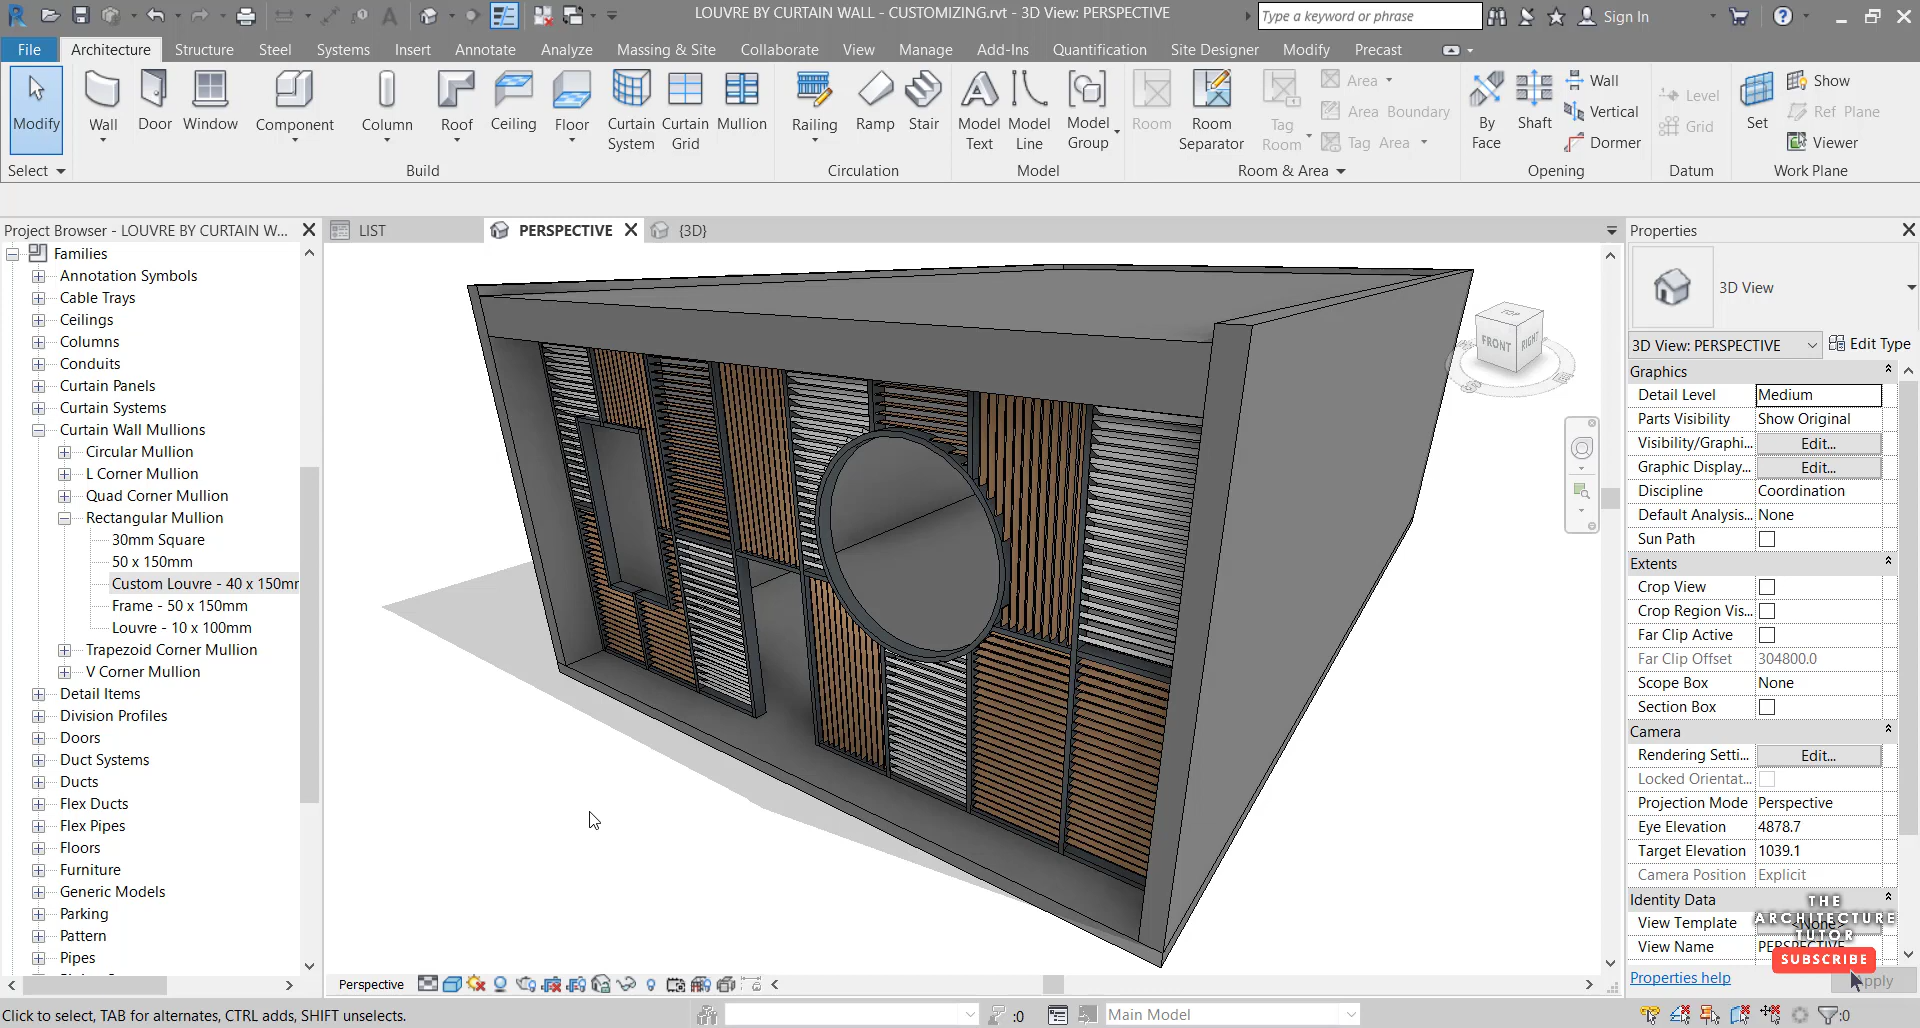 LOUVRE BY CURTAIN WALL - CUSTOMIZING.rvt - 3D View: PERSPECTIVE
Type a keyword or phrase
Sign In
File Architecture Structure Steel Systems Insert Annotate Analyze Massing & Site Collaborate View Manage Add-Ins Quantification Site Designer Modify Precast
Modify
Wall
Door
Window
Component
Column
Roof
Ceiling
Floor
Curtain System
Curtain Grid
Mullion
Railing
Ramp
Stair
Model Text
Model Line
Model Group
Room
Room Separator
Tag Room
Area
Area Boundary
Tag Area
By Face
Shaft
Wall
Vertical
Dormer
Level
Grid
Set
Show
Ref Plane
Viewer
Select
Build
Circulation
Model
Room & Area
Opening
Datum
Work Plane
Project Browser - LOUVRE BY CURTAIN W...
Families
Annotation Symbols
Cable Trays
Ceilings
Columns
Conduits
Curtain Panels
Curtain Systems
Curtain Wall Mullions
Circular Mullion
L Corner Mullion
Quad Corner Mullion
Rectangular Mullion
30mm Square
50 x 150mm
Custom Louvre - 40 x 150mm
Frame - 50 x 150mm
Louvre - 10 x 100mm
Trapezoid Corner Mullion
V Corner Mullion
Detail Items
Division Profiles
Doors
Duct Systems
Ducts
Flex Ducts
Flex Pipes
Floors
Furniture
Generic Models
Parking
Pattern
Pipes
LIST
PERSPECTIVE
{3D}
TOP
FRONT
RIGHT
Properties
3D View
3D View: PERSPECTIVE
Edit Type
Graphics
Detail Level Medium
Parts Visibility Show Original
Visibility/Graphi... Edit...
Graphic Display... Edit...
Discipline Coordination
Default Analysis... None
Sun Path
Extents
Crop View
Crop Region Vis...
Far Clip Active
Far Clip Offset 304800.0
Scope Box None
Section Box
Camera
Rendering Setti... Edit...
Locked Orientat...
Projection Mode Perspective
Eye Elevation 4878.7
Target Elevation 1039.1
Camera Position Explicit
Identity Data
View Template <None>
View Name PERSPECTIVE
THE
ARCHITECTURE
TUTOR
SUBSCRIBE
Properties help
Apply
Perspective
Click to select, TAB for alternates, CTRL adds, SHIFT unselects.
:0
Main Model
:0